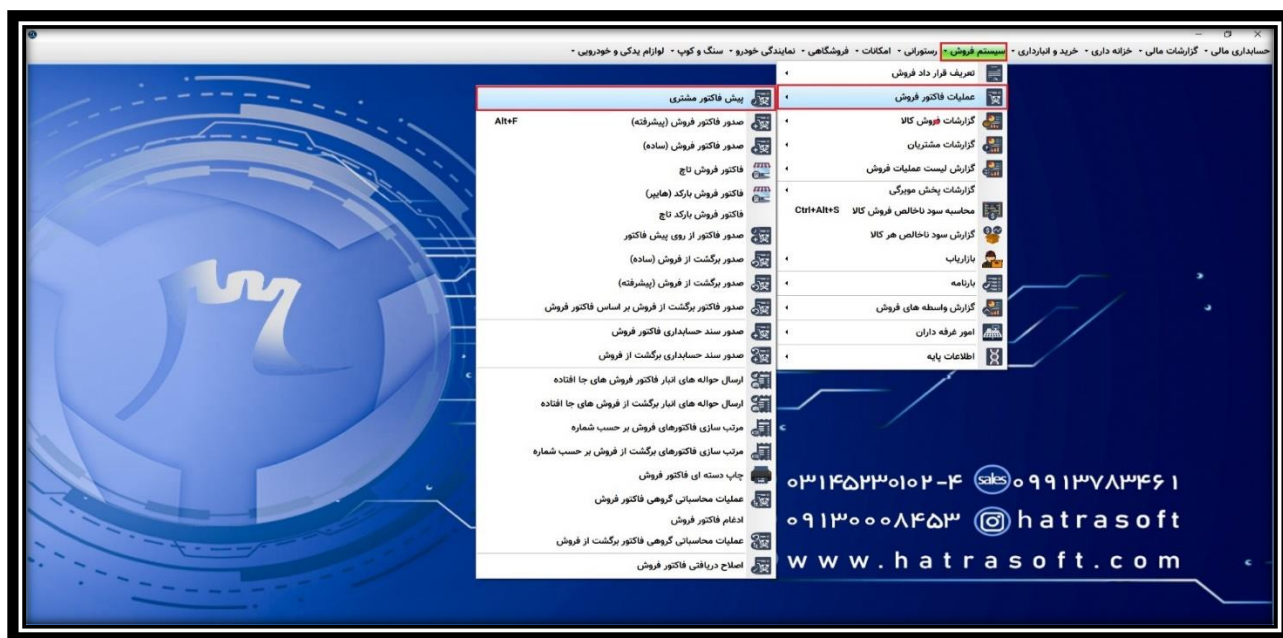 حسابداری مالی - گزارشات مالی - خزانه داری - خرید و انبارداری - سیستم فروش - رستورانی - امکانات - فروشگاهی - نمایندگی خودرو - سنگ و کوپ - لوازم یدکی و خودرویی -
تعریف قرار داد فروش
عملیات فاکتور فروش
گزارشات فروش کالا
گزارشات مشتریان
گزارش لیست عملیات فروش
گزارشات پخش مویرگی
محاسبه سود ناخالص فروش کالا Ctrl+Alt+S
گزارش سود ناخالص هر کالا
بازاریاب
بارنامه
گزارش واسطه های فروش
امور غرفه داران
اطلاعات پایه
پیش فاکتور مشتری
صدور فاکتور فروش (پیشرفته) Alt+F
صدور فاکتور فروش (ساده)
فاکتور فروش تاچ
فاکتور فروش بارکد (هایپر)
فاکتور فروش بارکد تاچ
صدور فاکتور از روی پیش فاکتور
صدور برگشت از فروش (ساده)
صدور برگشت از فروش (پیشرفته)
صدور فاکتور برگشت از فروش بر اساس فاکتور فروش
صدور سند حسابداری فاکتور فروش
صدور سند حسابداری برگشت از فروش
ارسال حواله های انبار فاکتور فروش های جا افتاده
ارسال حواله های انبار برگشت از فروش های جا افتاده
مرتب سازی فاکتورهای فروش بر حسب شماره
مرتب سازی فاکتورهای برگشت از فروش بر حسب شماره
چاپ دسته ای فاکتور فروش
عملیات محاسباتی گروهی فاکتور فروش
ادغام فاکتور فروش
عملیات محاسباتی گروهی فاکتور برگشت از فروش
اصلاح دریافتی فاکتور فروش
۰۳۱۴۵۲۳۰۱۰۲-۴ sales ۰۹۹۱۳۷۸۳۴۶۱
۰۹۱۳۰۰۰۸۴۵۳ hatrasoft
www.hatrasoft.com